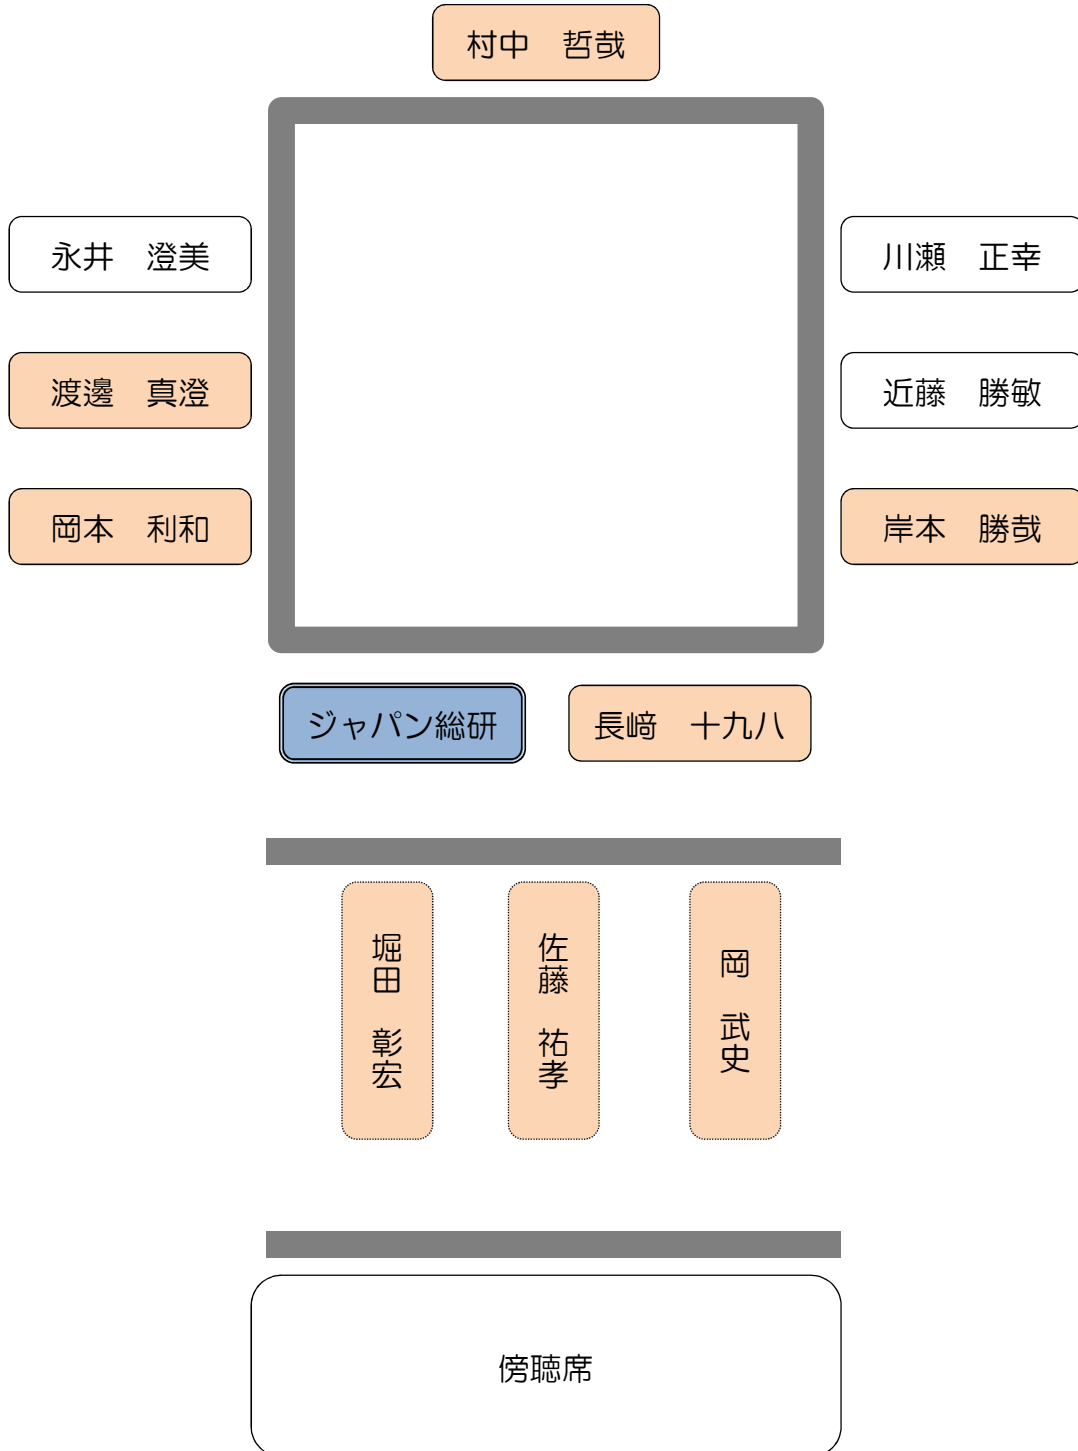 村中　哲哉
永井　澄美
川瀬　正幸
渡邊　真澄
近藤　勝敏
岡本　利和
岸本　勝哉
ジャパン総研
長﨑　十九八
堀田　彰宏
佐藤　祐孝
岡　武史
傍聴席